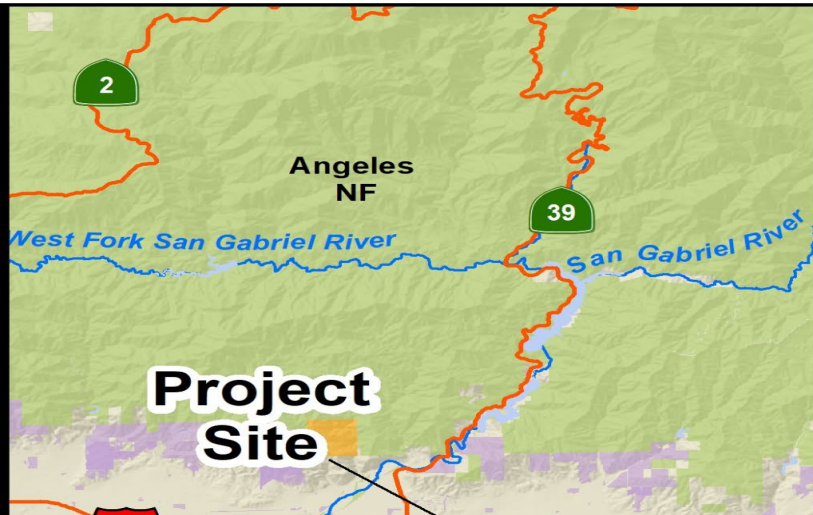 2
Angeles
NF
39
West Fork San Gabriel River
San Gabriel River
Project
Site